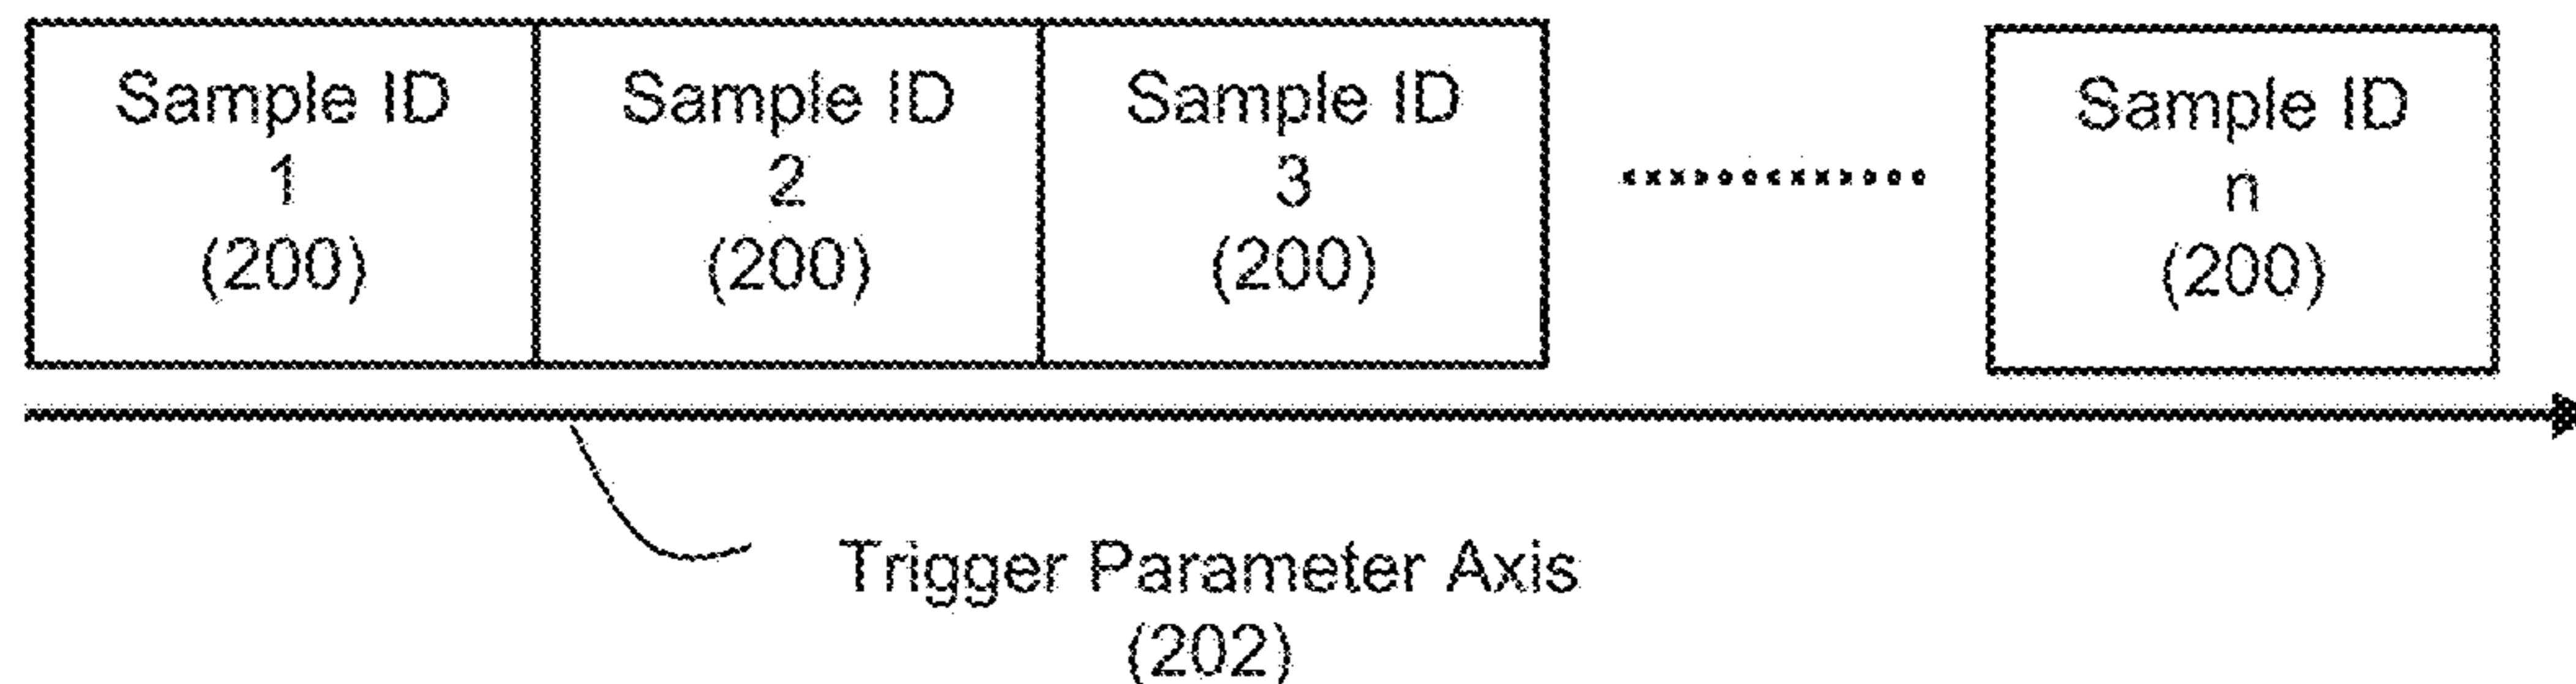 Sample ID
1
(200)
Sample ID
2
(200)
Sample ID
3
(200)
Sample ID
n
(200)
Trigger Parameter Axis
(202)